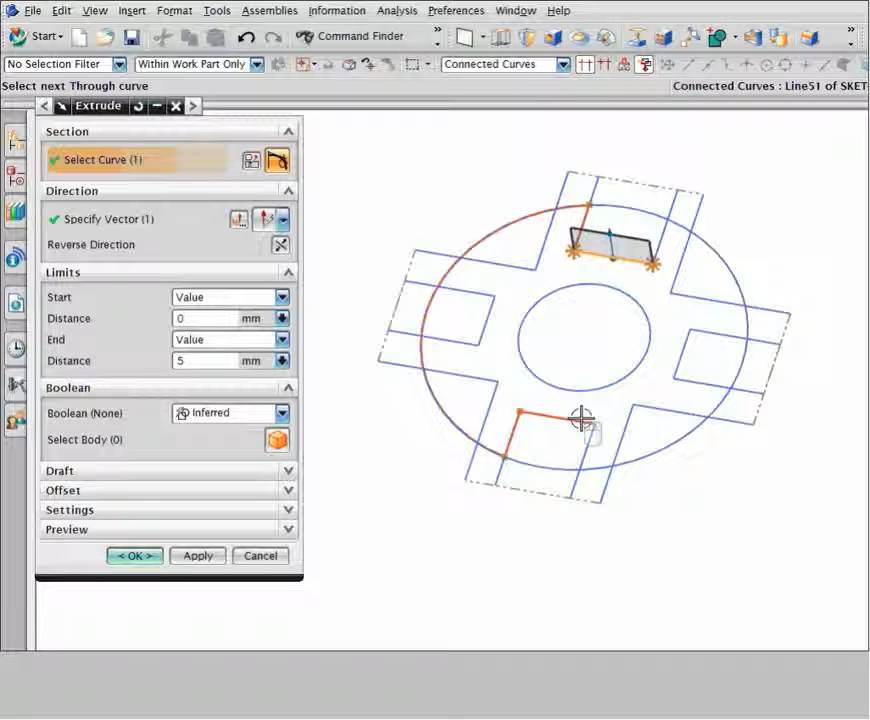 File Edit View Insert Format Tools Assemblies Information Analysis Preferences Window Help
Start Command Finder
No Selection Filter Within Work Part Only Connected Curves
Select next Through curve Connected Curves : Line51 of SKET
Extrude
Section
Select Curve (1)
Direction
Specify Vector (1)
Reverse Direction
Limits
Start Value
Distance 0 mm
End Value
Distance 5 mm
Boolean
Boolean (None) Inferred
Select Body (0)
Draft
Offset
Settings
Preview
< OK > Apply Cancel